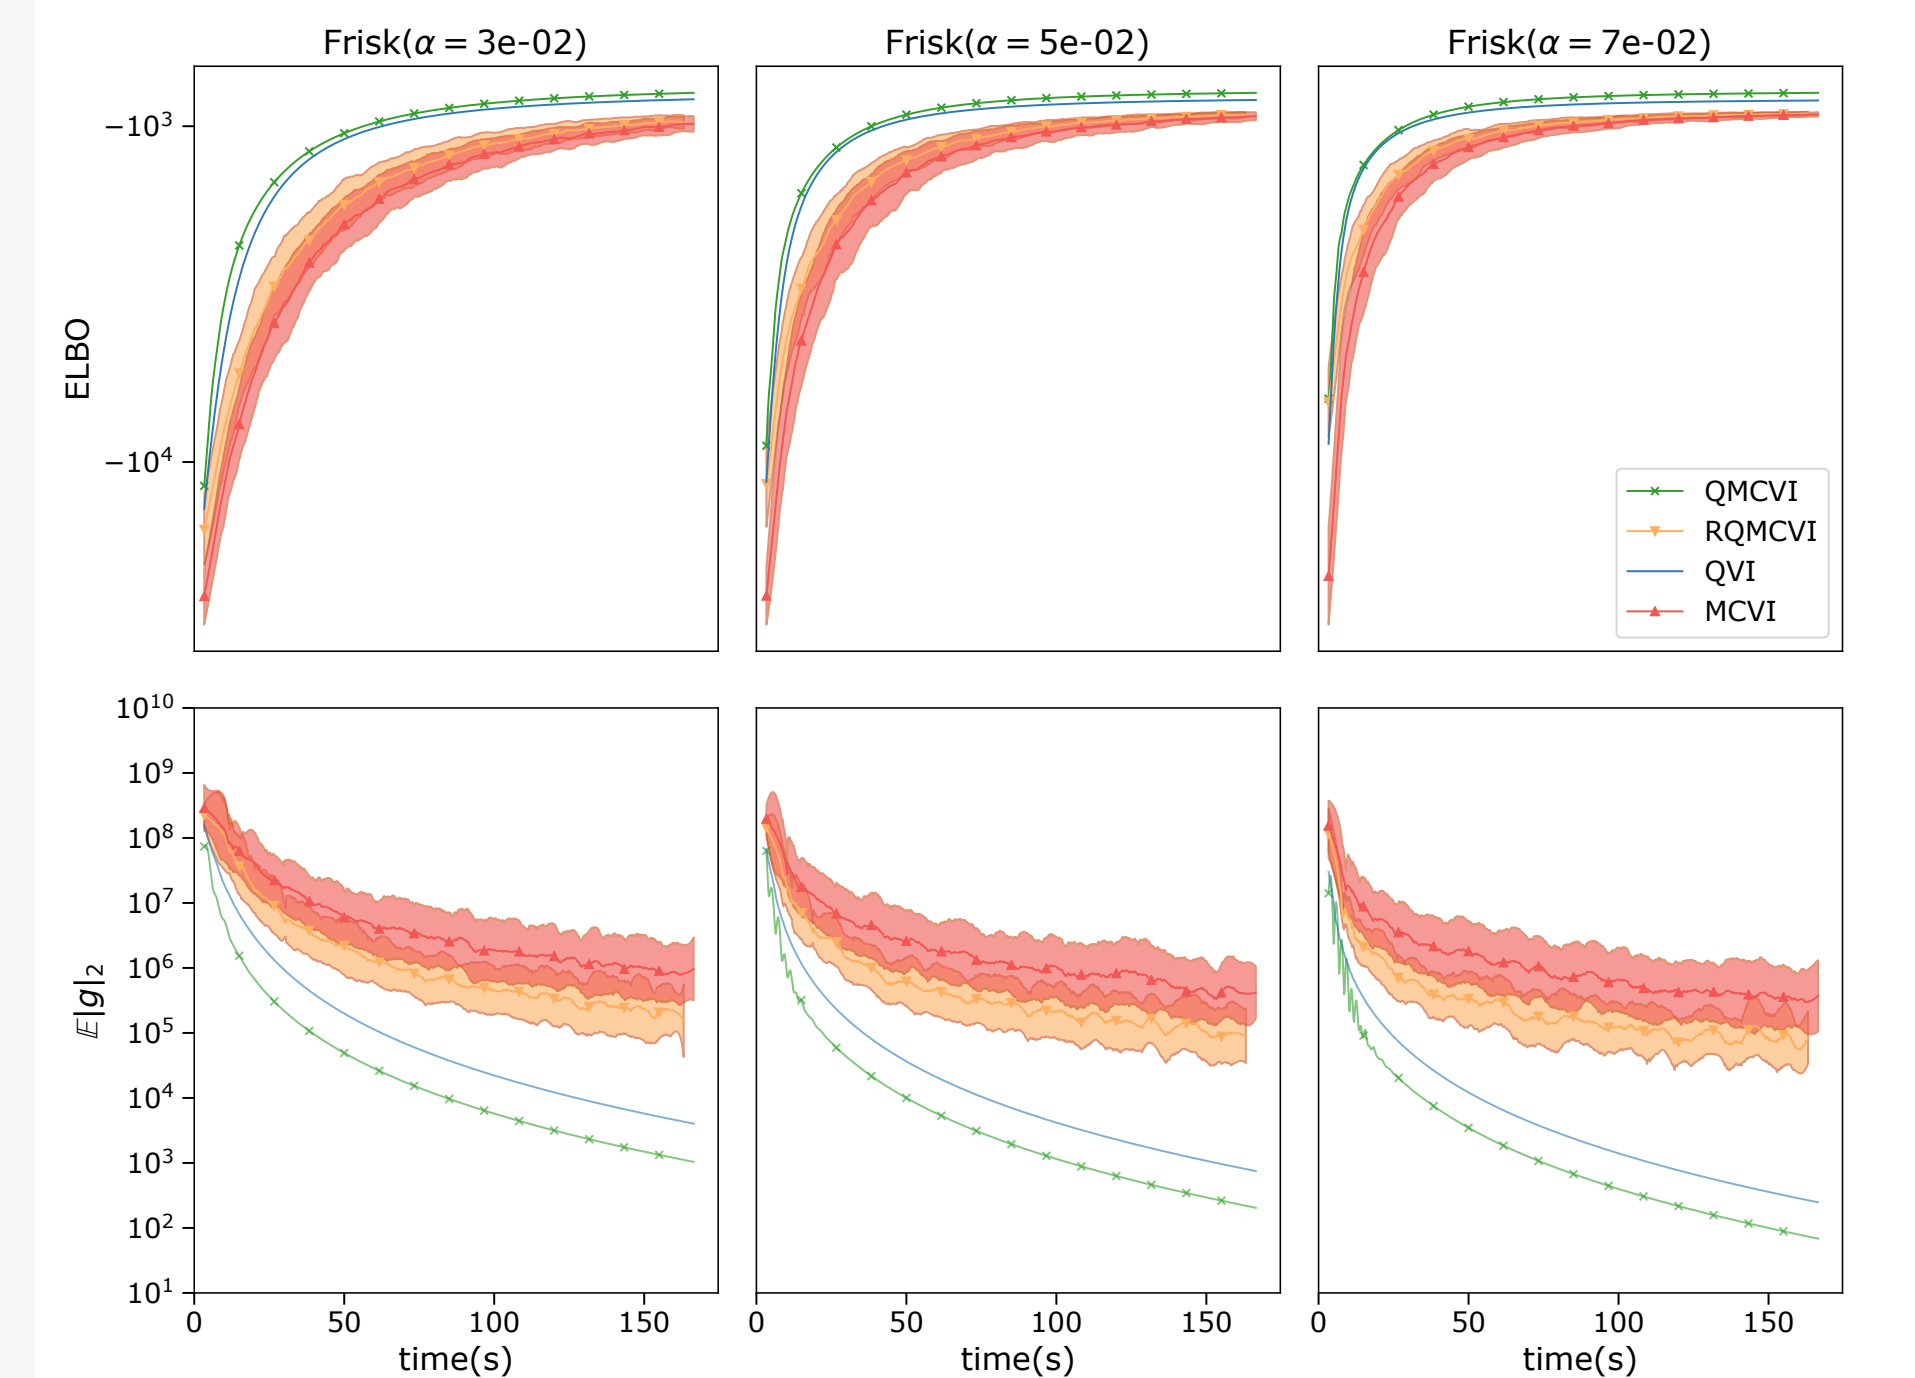 Frisk(α = 3e-02)
Frisk(α = 5e-02)
Frisk(α = 7e-02)
ELBO
−10³
−10⁴
QMCVI
RQMCVI
QVI
MCVI
𝔼|g|₂
10¹⁰
10⁹
10⁸
10⁷
10⁶
10⁵
10⁴
10³
10²
10¹
0 50 100 150
0 50 100 150
0 50 100 150
time(s)
time(s)
time(s)